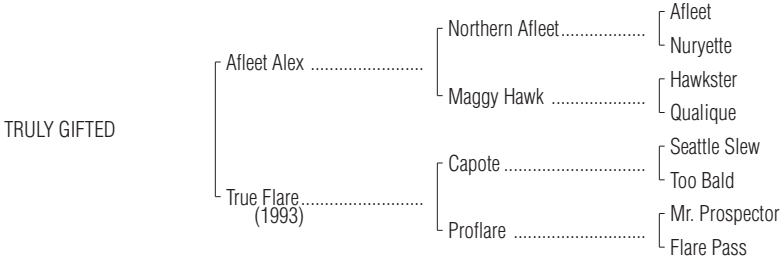 TRULY GIFTED
Afleet Alex ........................
Northern Afleet..................
Afleet
Nuryette
Maggy Hawk ....................
Hawkster
Qualique
True Flare..........................
(1993)
Capote ..............................
Seattle Slew
Too Bald
Proflare ............................
Mr. Prospector
Flare Pass